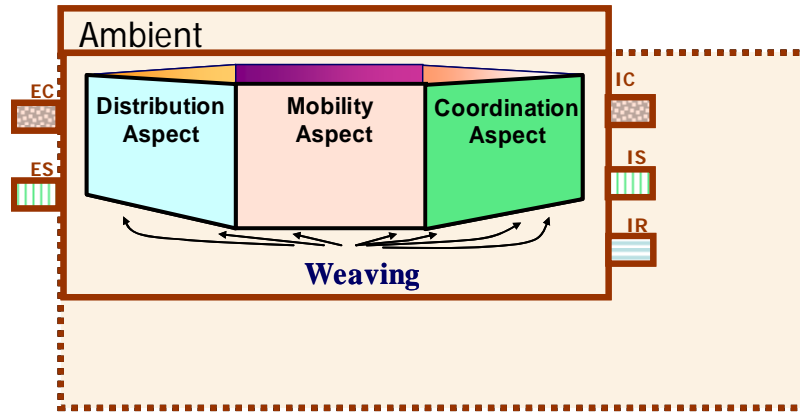 Ambient
EC
IC
Distribution
Aspect
Mobility
Aspect
Coordination
Aspect
ES
IS
IR
Weaving